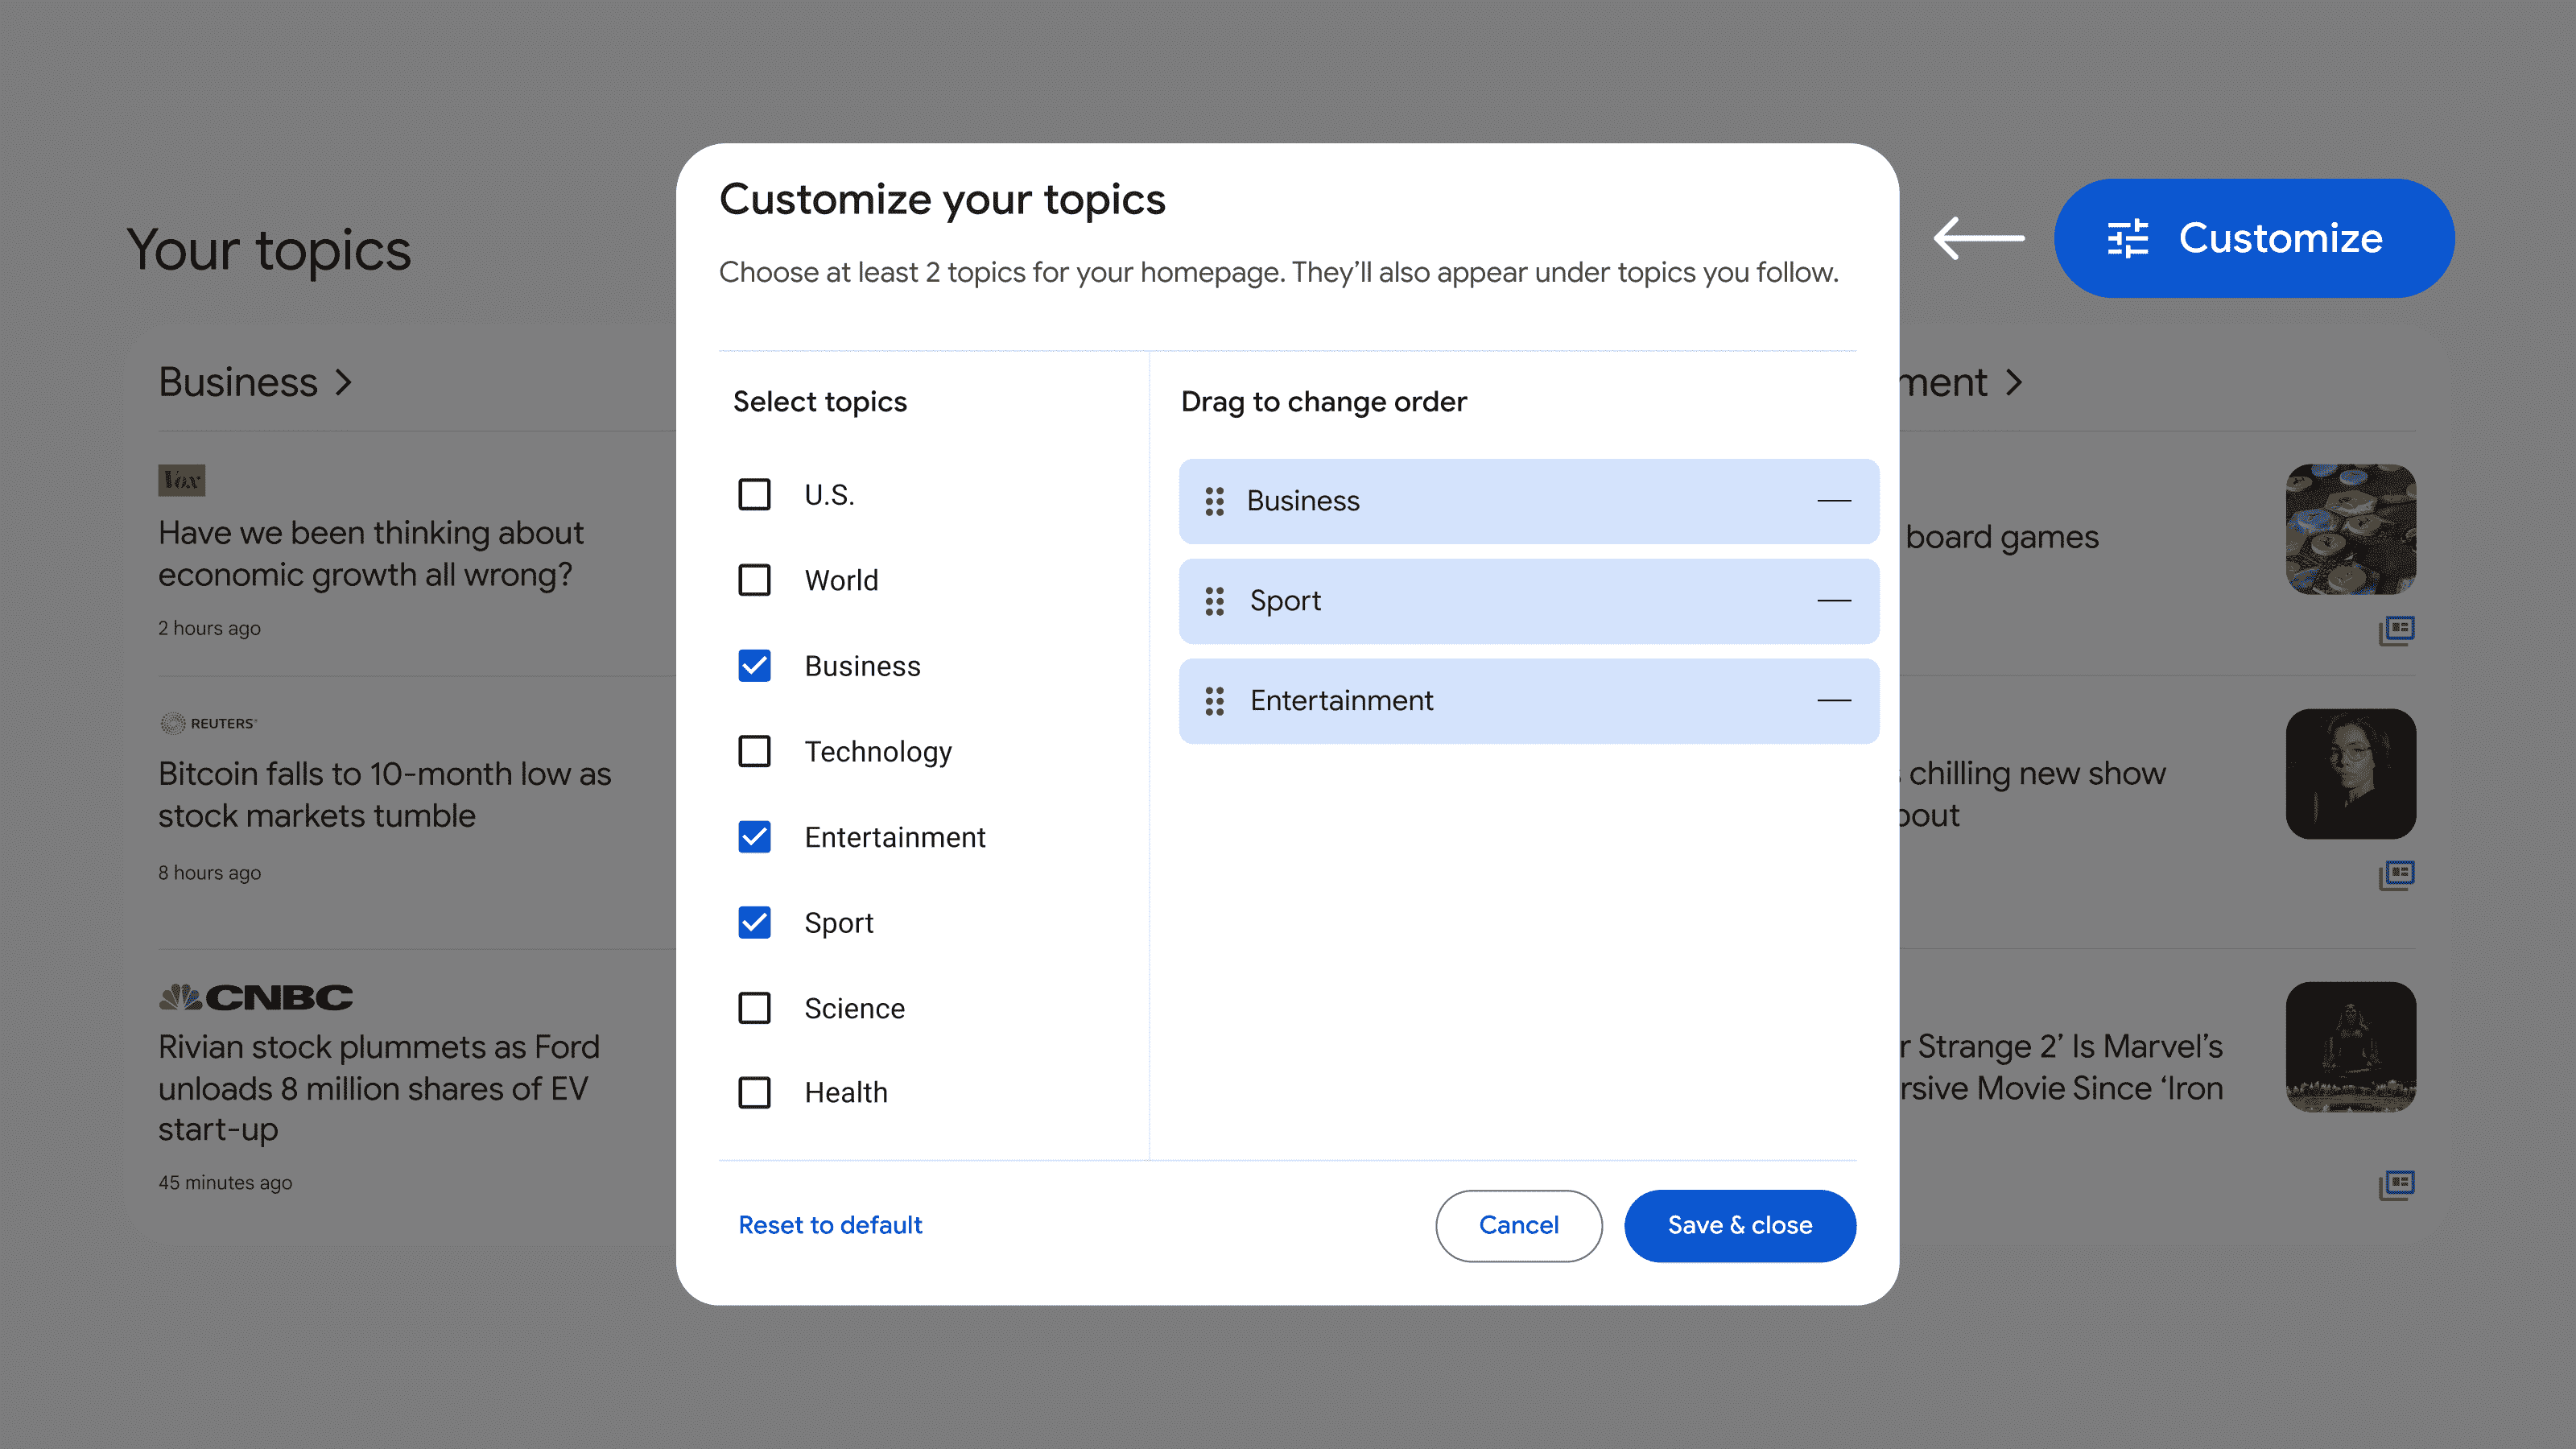 Your topics
Business
Vox
Have we been thinking about
economic growth all wrong?
2 hours ago
REUTERS
Bitcoin falls to 10-month low as
stock markets tumble
8 hours ago
CNBC
Rivian stock plummets as Ford
unloads 8 million shares of EV
start-up
45 minutes ago
Customize your topics
Choose at least 2 topics for your homepage. They’ll also appear under topics you follow.
Select topics
U.S.
World
Business
Technology
Entertainment
Sport
Science
Health
Drag to change order
Business
Sport
Entertainment
Reset to default
Cancel
Save & close
Customize
ment
board games
chilling new show
bout
r Strange 2’ Is Marvel’s
rsive Movie Since ‘Iron